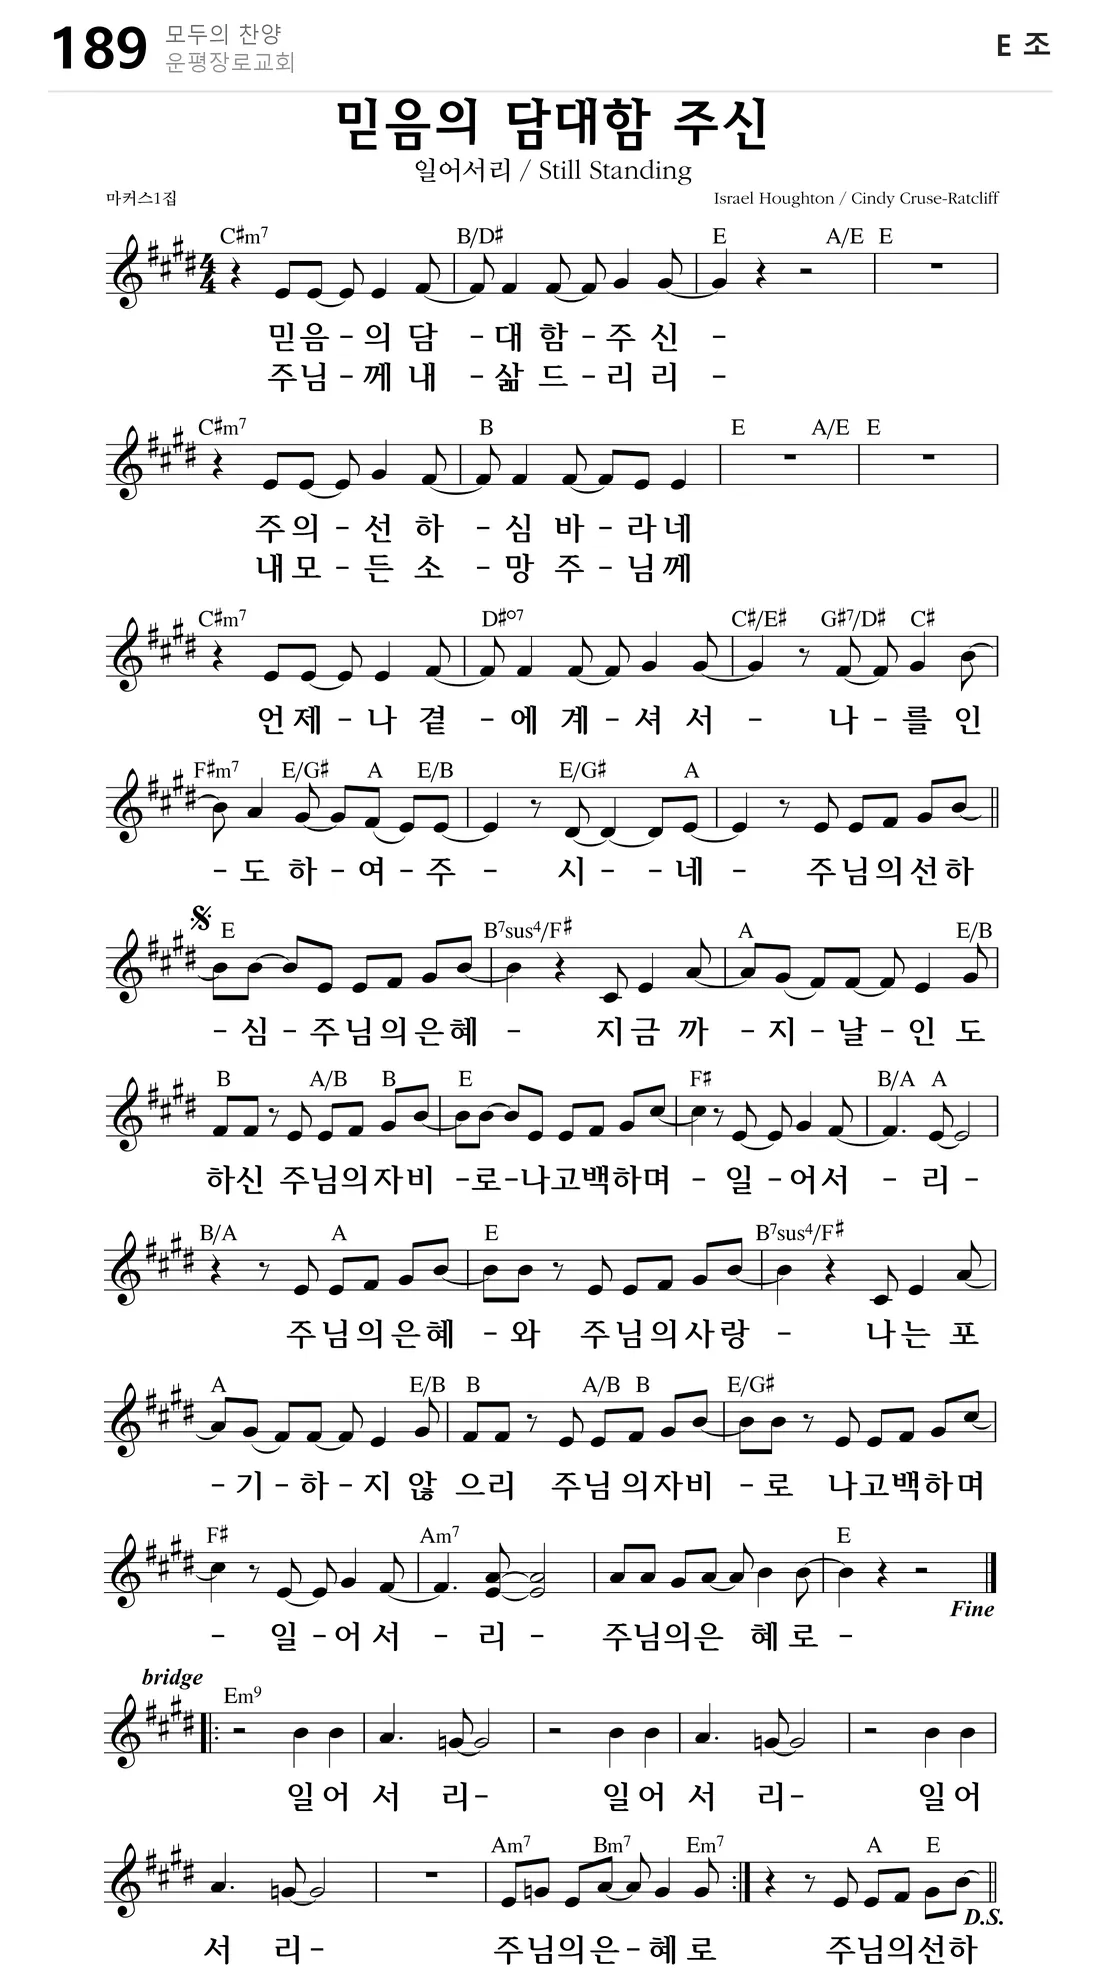 189 모두의 찬양
운평장로교회
E 조
믿음의 담대함 주신
일어서리 / Still Standing
마커스1집
Israel Houghton / Cindy Cruse-Ratcliff
C#m7 B/D# E A/E E
4/4
믿음-의 담 -대 함-주 신 -
주님-께 내 -삶 드-리 리 -
C#m7 B E A/E E
주의-선 하 -심 바-라네
내모-든 소 -망 주-님께
C#m7 D#°7 C#/E# G#7/D# C#
언제-나 곁 -에 계-셔 서 - 나-를 인
F#m7 E/G# A E/B E/G# A
-도 하-여-주 - 시--네 - 주님의선하
E B7sus4/F# A E/B
-심-주님의은혜 - 지금 까 -지-날-인 도
B A/B B E F# B/A A
하신 주님의자비 -로-나고백하며 -일-어서 -리-
B/A A E B7sus4/F#
주님의은혜 -와 주님의사랑 - 나는 포
A E/B B A/B B E/G#
-기-하-지 않 으리 주님의자비 -로 나고백하며
F# Am7 E
Fine
- 일-어 서 - 리 - 주님의은 혜로-
bridge
Em9
일어 서 리- 일어 서 리- 일어
Am7 Bm7 Em7 A E
D.S.
서 리- 주님의은-혜 로 주님의선하